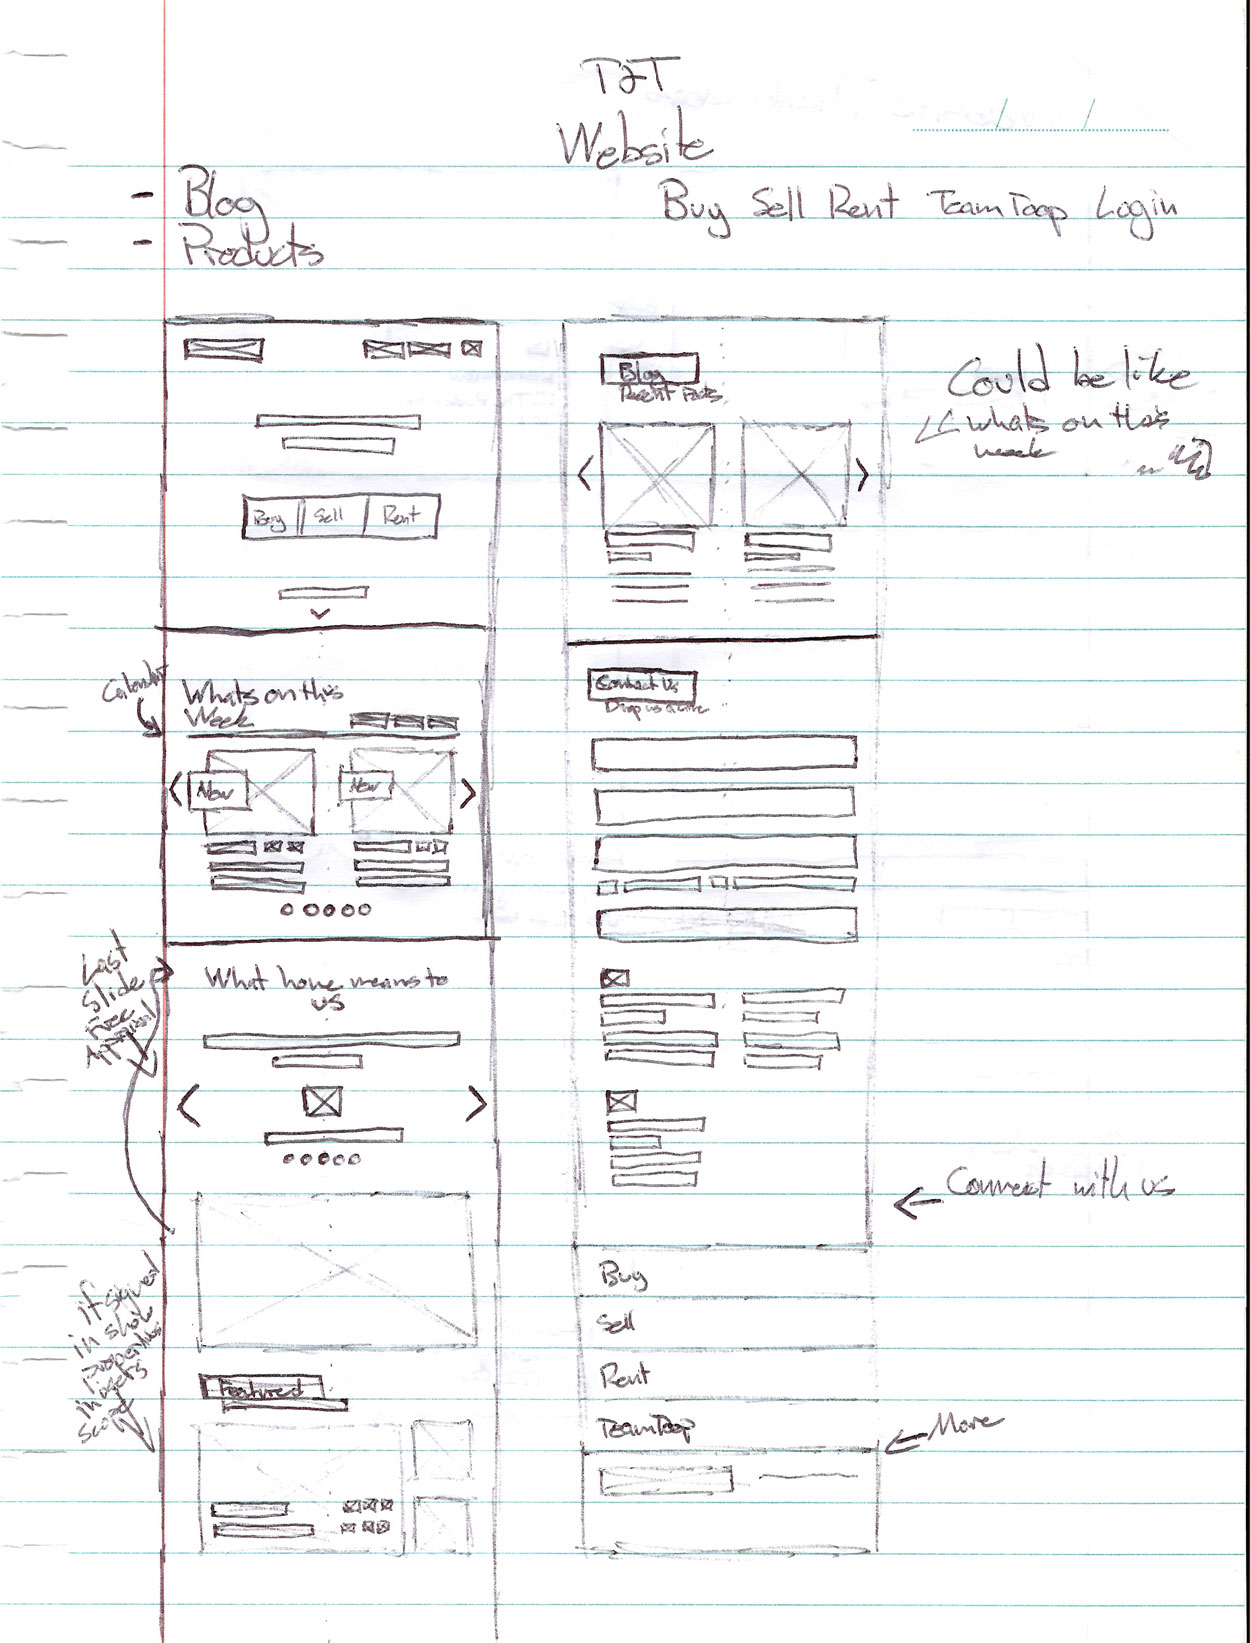 TJT
Website
- Blog
- Products
Buy Sell Rent TeamToop Login
Buy Sell Rent
Calendar
Whats on this
Week
New New
Last
Slide
Free
Appraisal
What home means to
us
if signed
in show
properties
in users
Featured
Blog
Recent Posts
Could be like
whats on this
week
Contact Us
Drop us a line
Connect with us
Buy
Sell
Rent
TeamToop
More